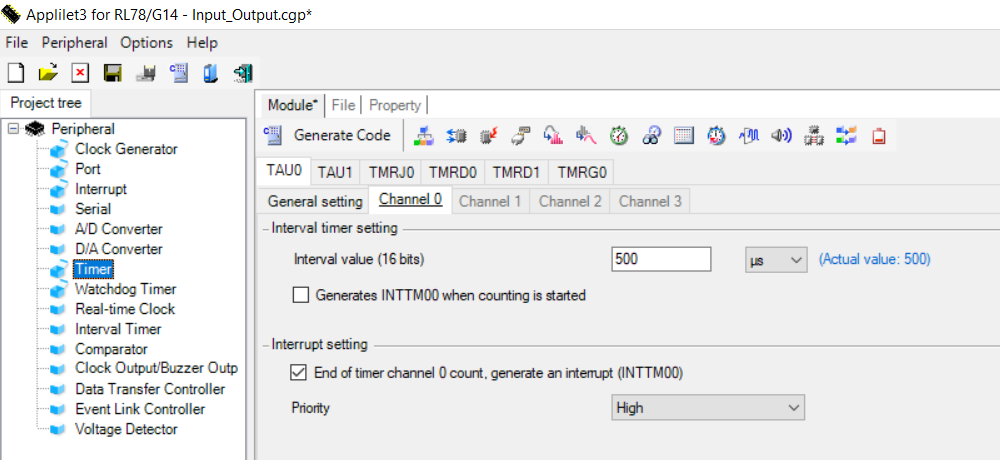 Applilet3 for RL78/G14 - Input_Output.cgp*
File Peripheral Options Help
Project tree
Peripheral
Clock Generator
Port
Interrupt
Serial
A/D Converter
D/A Converter
Timer
Watchdog Timer
Real-time Clock
Interval Timer
Comparator
Clock Output/Buzzer Outp
Data Transfer Controller
Event Link Controller
Voltage Detector
Module* File Property
Generate Code
TAU0 TAU1 TMRJ0 TMRD0 TMRD1 TMRG0
General setting Channel 0 Channel 1 Channel 2 Channel 3
Interval timer setting
Interval value (16 bits) 500 µs (Actual value: 500)
Generates INTTM00 when counting is started
Interrupt setting
End of timer channel 0 count, generate an interrupt (INTTM00)
Priority High